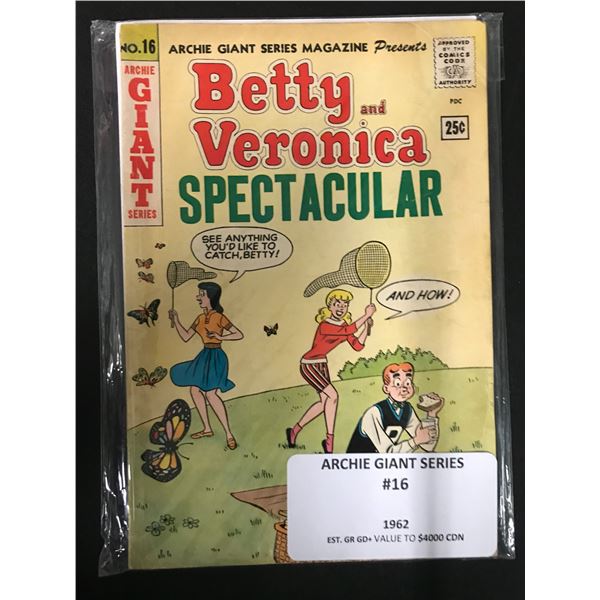 NO. 16
ARCHIE
GIANT
SERIES
ARCHIE GIANT SERIES MAGAZINE Presents
APPROVED
BY THE
COMICS
CODE
AUTHORITY
PDC
25¢
Betty and
Veronica
SPECTACULAR
SEE ANYTHING
YOU'D LIKE TO
CATCH, BETTY!
AND HOW!
ARCHIE GIANT SERIES
#16
1962
EST. GR GD+ VALUE TO $4000 CDN